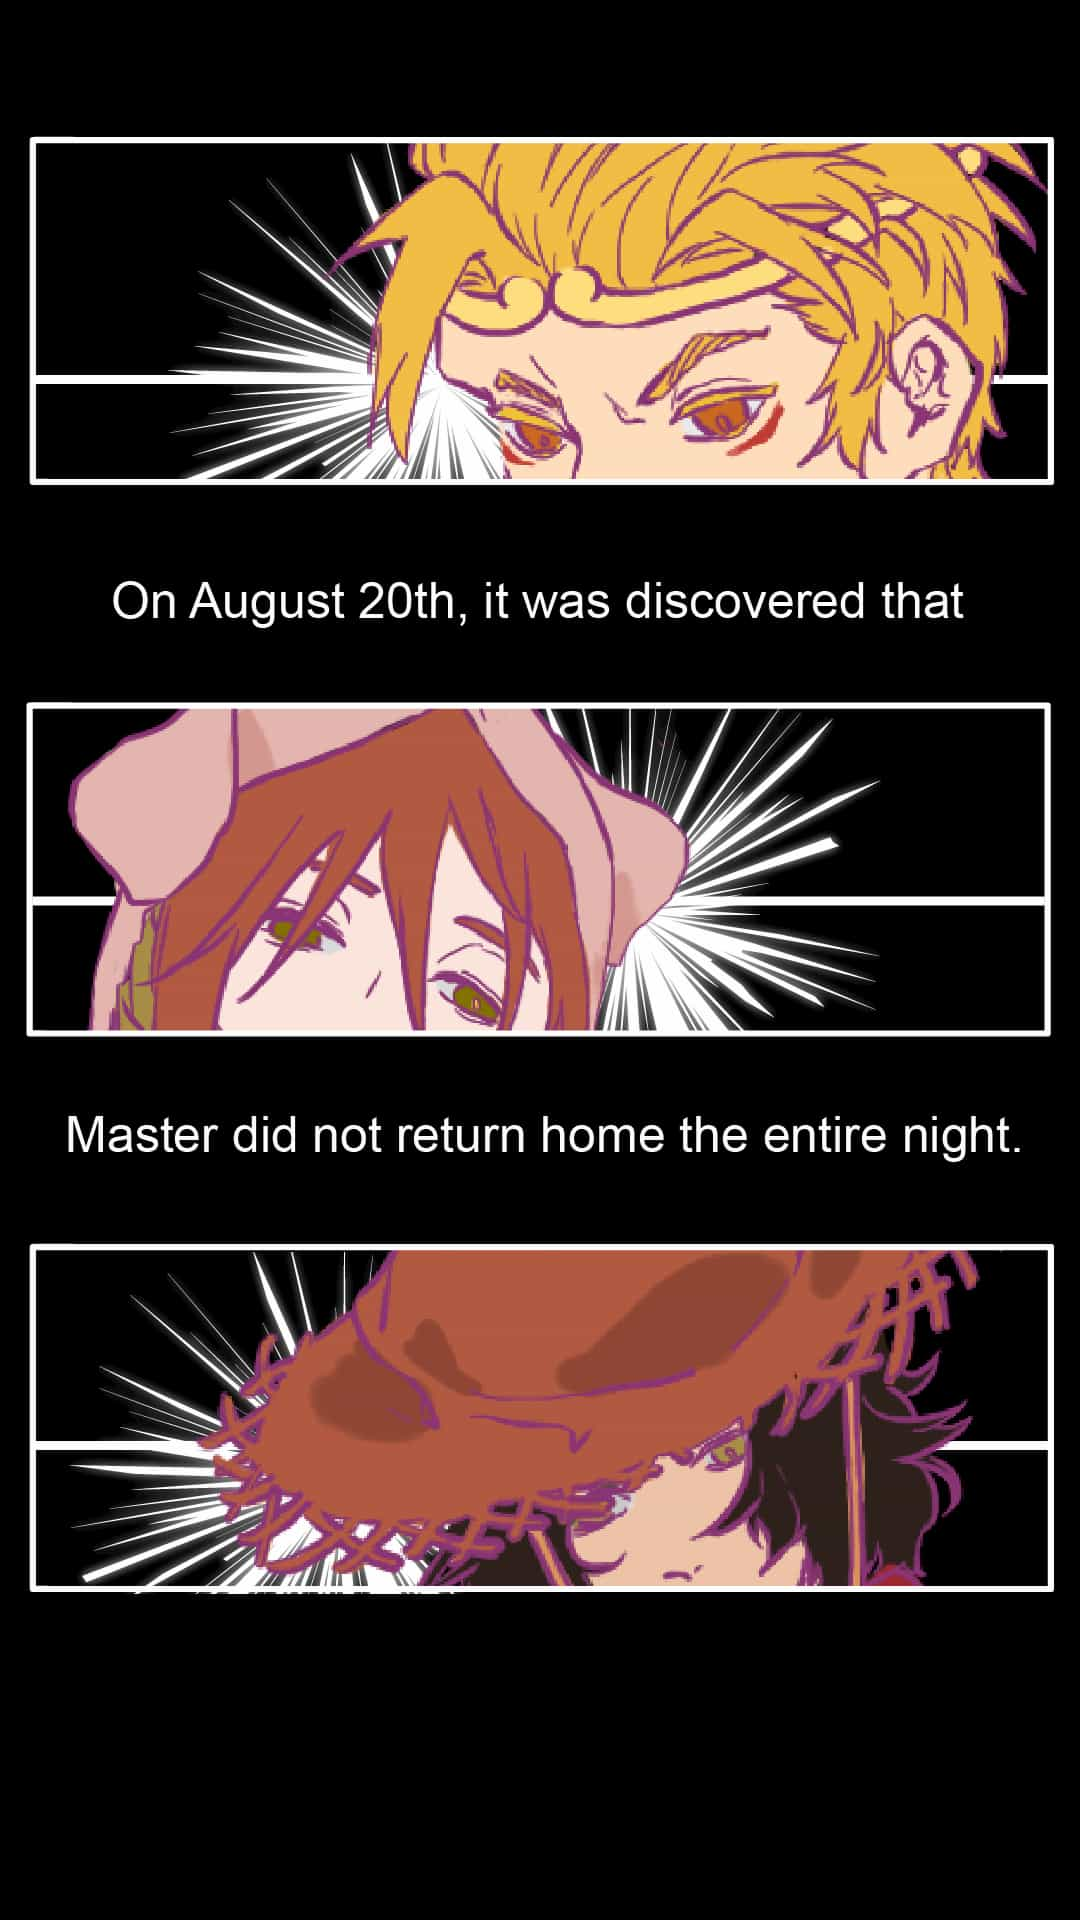 On August 20th, it was discovered that
Master did not return home the entire night.